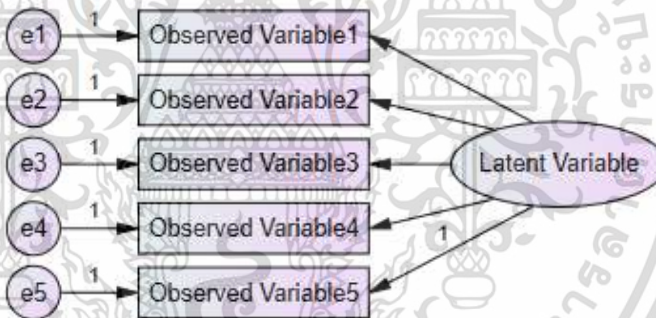 e1 1 Observed Variable1
e2 1 Observed Variable2
e3 1 Observed Variable3 Latent Variable
e4 1 Observed Variable4 1
e5 1 Observed Variable5